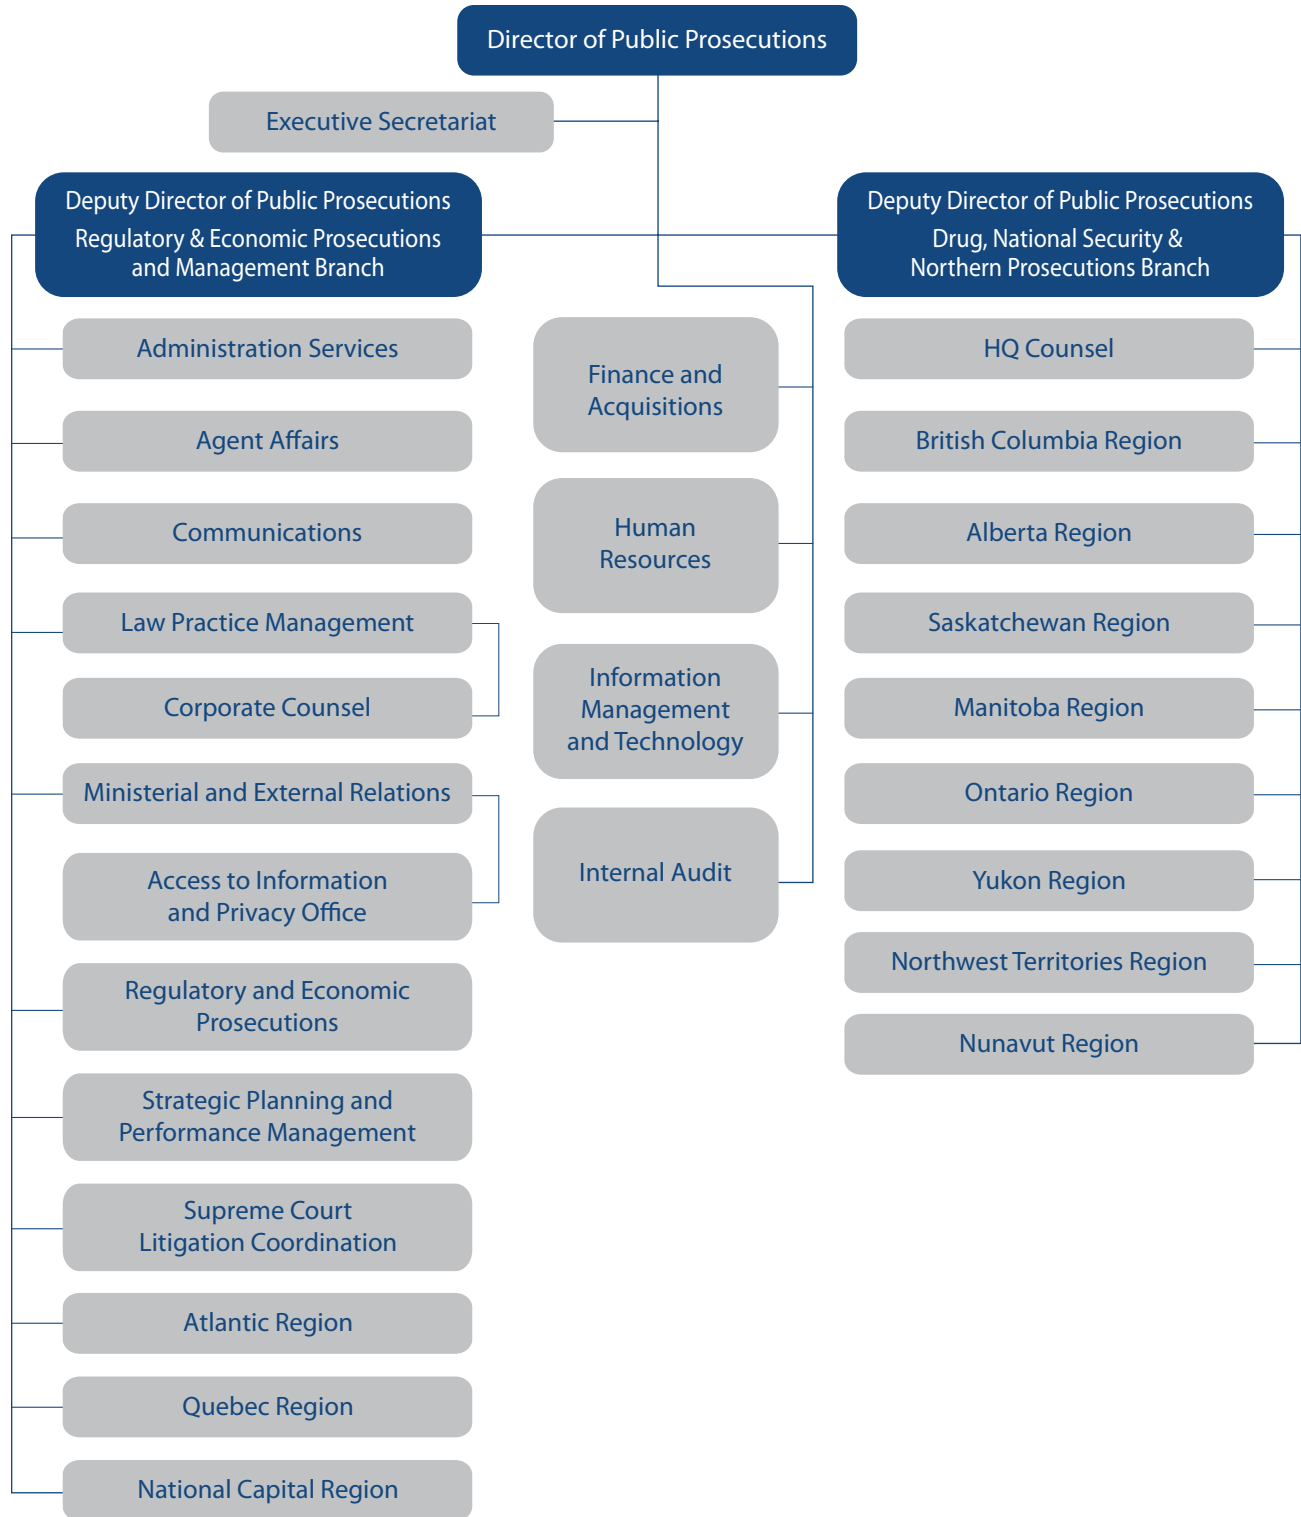 Director of Public Prosecutions
Executive Secretariat
Deputy Director of Public Prosecutions
Regulatory & Economic Prosecutions
and Management Branch
Deputy Director of Public Prosecutions
Drug, National Security &
Northern Prosecutions Branch
Administration Services
Agent Affairs
Communications
Law Practice Management
Corporate Counsel
Ministerial and External Relations
Access to Information
and Privacy Office
Regulatory and Economic
Prosecutions
Strategic Planning and
Performance Management
Supreme Court
Litigation Coordination
Atlantic Region
Quebec Region
National Capital Region
Finance and
Acquisitions
Human
Resources
Information
Management
and Technology
Internal Audit
HQ Counsel
British Columbia Region
Alberta Region
Saskatchewan Region
Manitoba Region
Ontario Region
Yukon Region
Northwest Territories Region
Nunavut Region